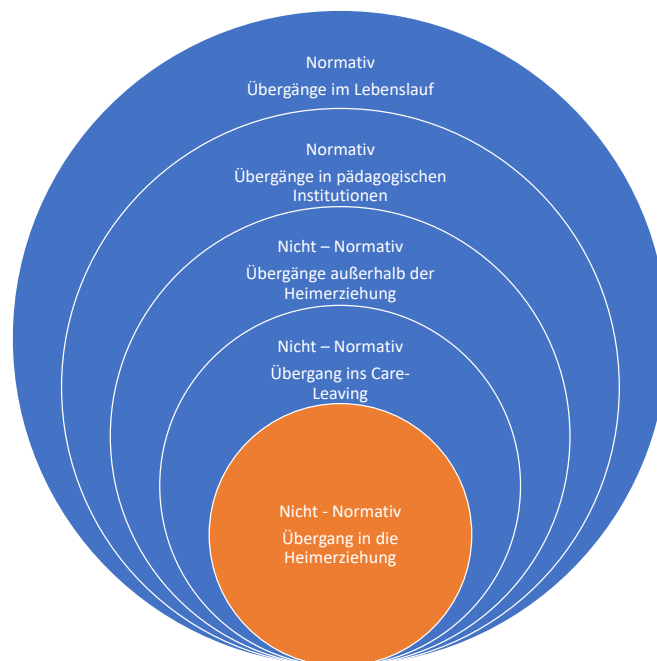 Normativ
Übergänge im Lebenslauf
Normativ
Übergänge in pädagogischen
Institutionen
Nicht – Normativ
Übergänge außerhalb der
Heimerziehung
Nicht – Normativ
Übergang ins Care-
Leaving
Nicht - Normativ
Übergang in die
Heimerziehung